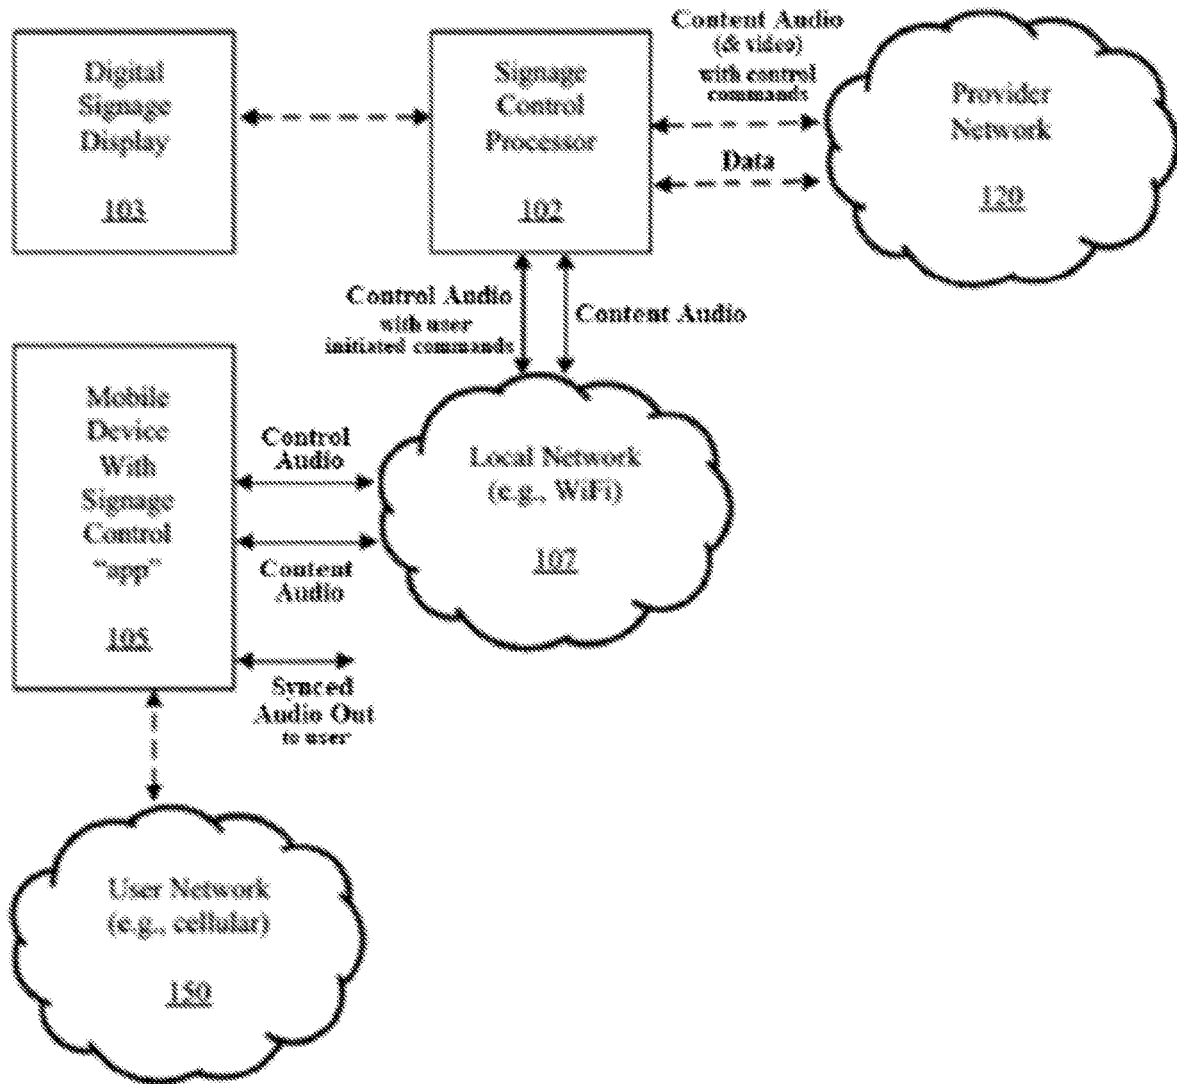 Digital
Signage
Display
103
Signage
Control
Processor
102
Content Audio
(& video)
with control
commands
Data
Provider
Network
120
Control Audio
with user
initiated commands
Content Audio
Mobile
Device
With
Signage
Control
“app”
105
Control
Audio
Content
Audio
Local Network
(e.g., WiFi)
107
Synced
Audio Out
to user
User Network
(e.g., cellular)
150